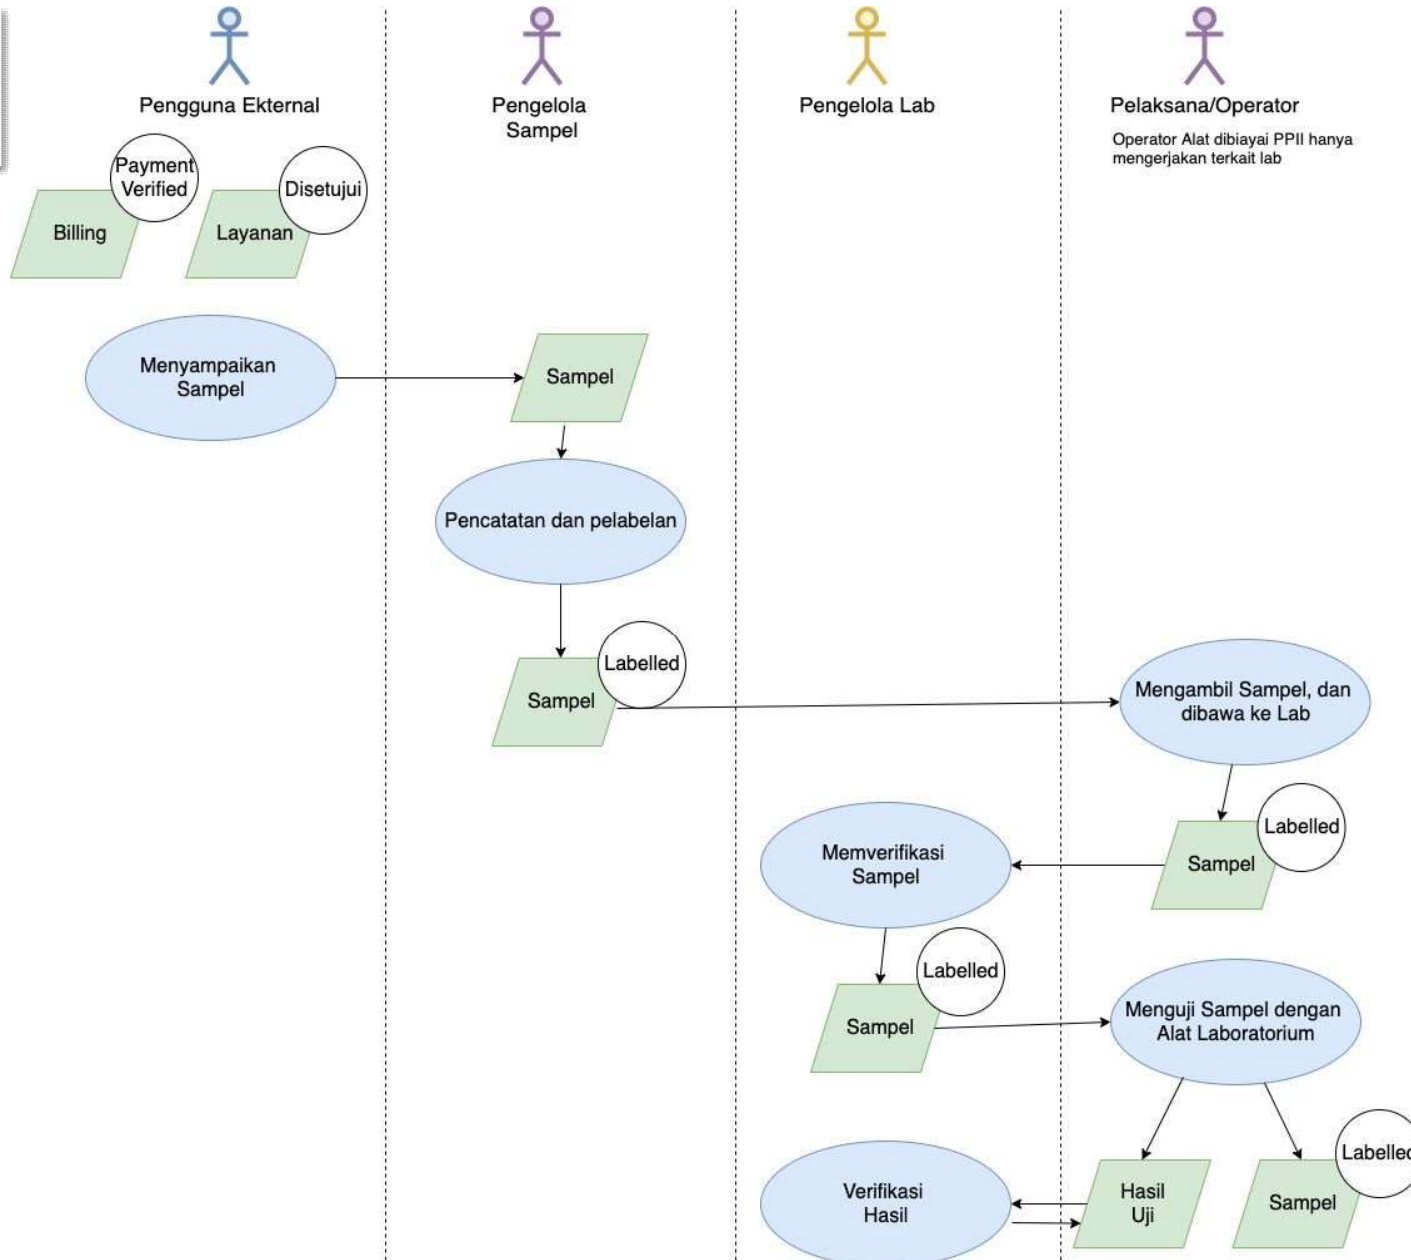 Pengguna Ekternal
Pengelola
Sampel
Pengelola Lab
Pelaksana/Operator
Operator Alat dibiayai PPII hanya
mengerjakan terkait lab
Payment
Verified
Disetujui
Billing
Layanan
Menyampaikan
Sampel
Sampel
Pencatatan dan pelabelan
Labelled
Sampel
Mengambil Sampel, dan
dibawa ke Lab
Labelled
Memverifikasi
Sampel
Sampel
Labelled
Sampel
Menguji Sampel dengan
Alat Laboratorium
Labelled
Verifikasi
Hasil
Hasil
Uji
Sampel